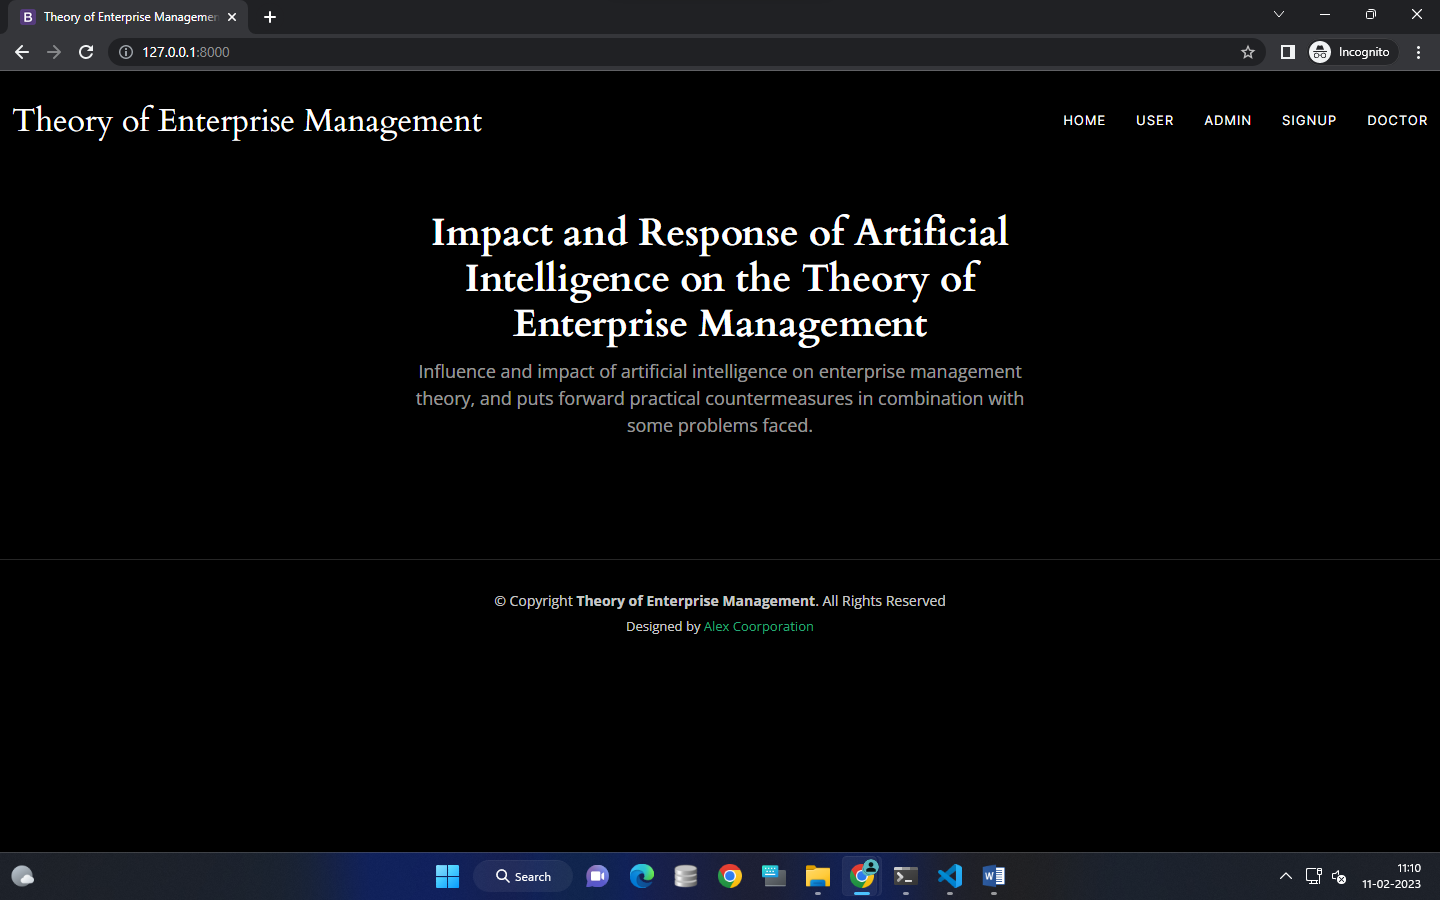 Theory of Enterprise Managemen
127.0.0.1:8000
Incognito
Theory of Enterprise Management
HOME USER ADMIN SIGNUP DOCTOR
Impact and Response of Artificial
Intelligence on the Theory of
Enterprise Management
Influence and impact of artificial intelligence on enterprise management
theory, and puts forward practical countermeasures in combination with
some problems faced.
© Copyright Theory of Enterprise Management. All Rights Reserved
Designed by Alex Coorporation
Search
11:10
11-02-2023